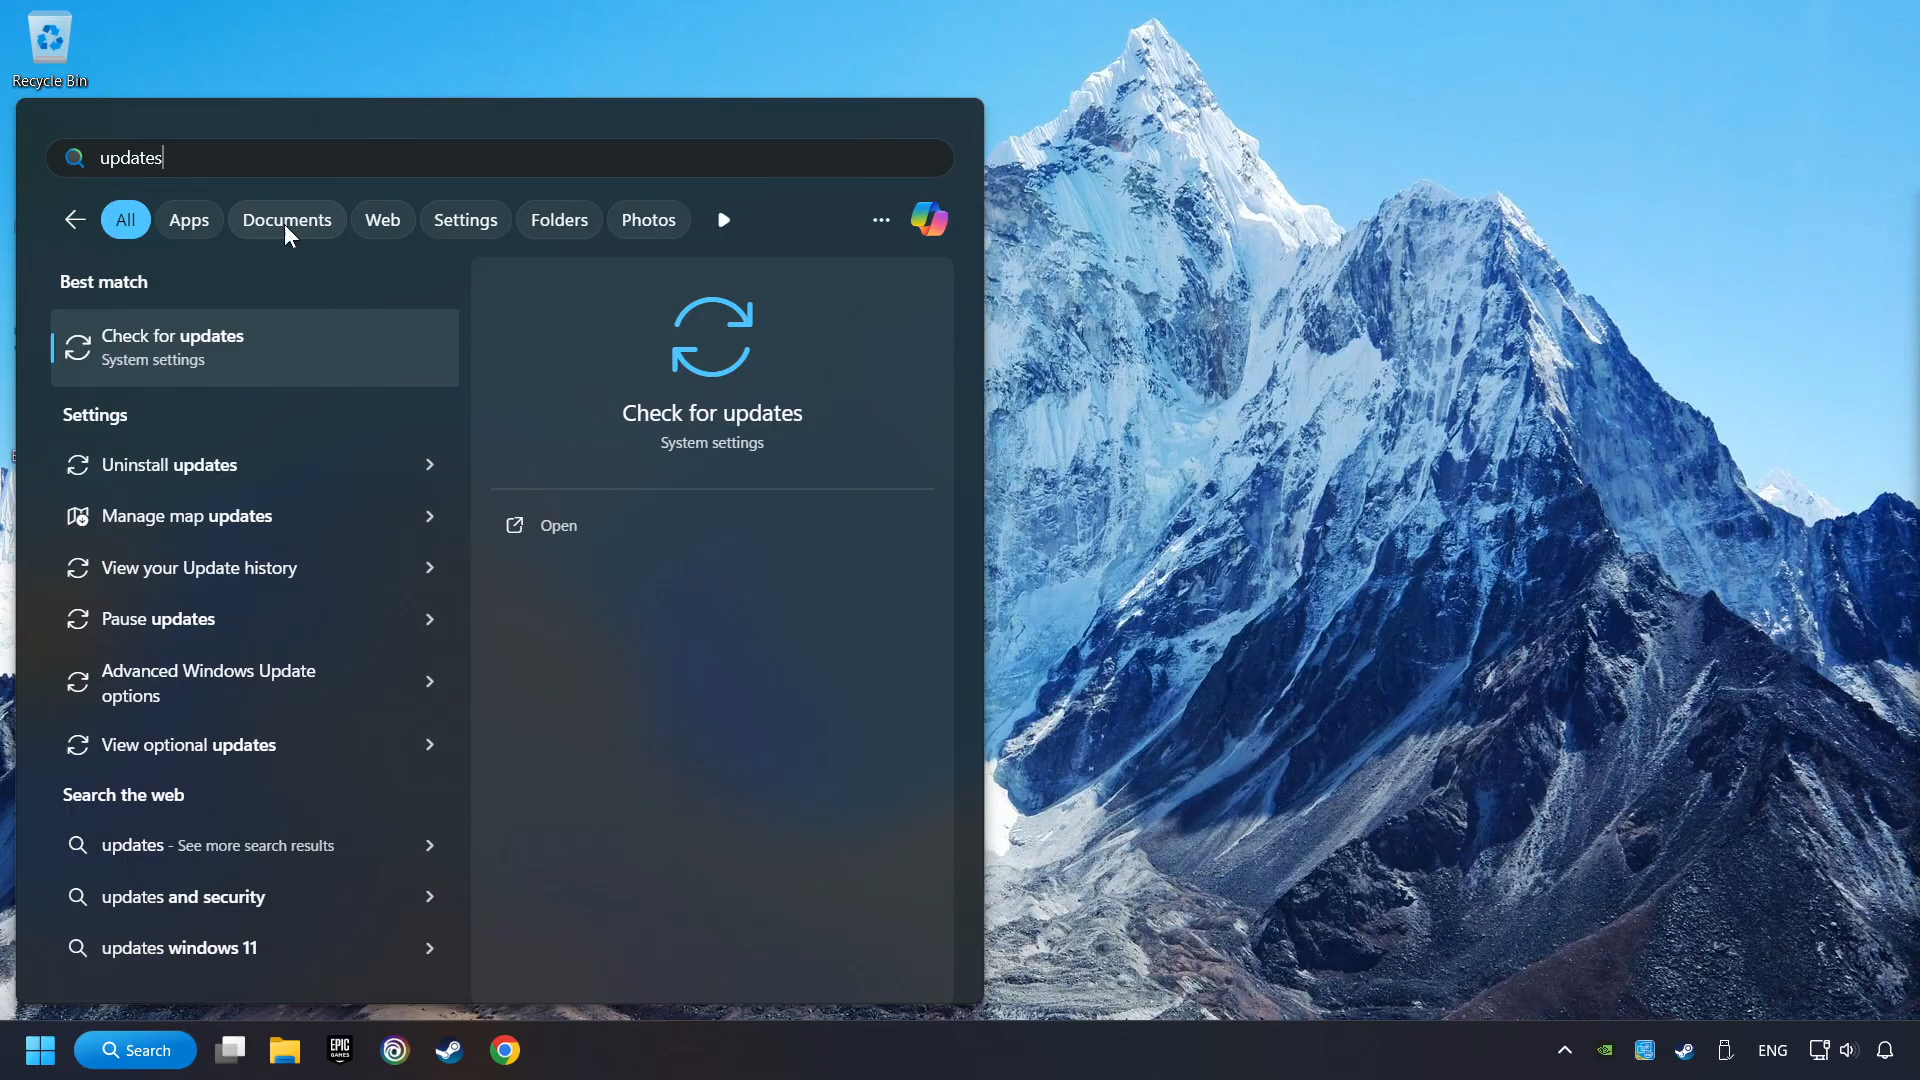 Recycle Bin
updates
All
Apps
Documents
Web
Settings
Folders
Photos
Best match
Check for updates
System settings
Settings
Uninstall updates
Manage map updates
View your Update history
Pause updates
Advanced Windows Update
options
View optional updates
Search the web
updates - See more search results
updates and security
updates windows 11
Check for updates
System settings
Open
Search
EPIC
GAMES
ENG